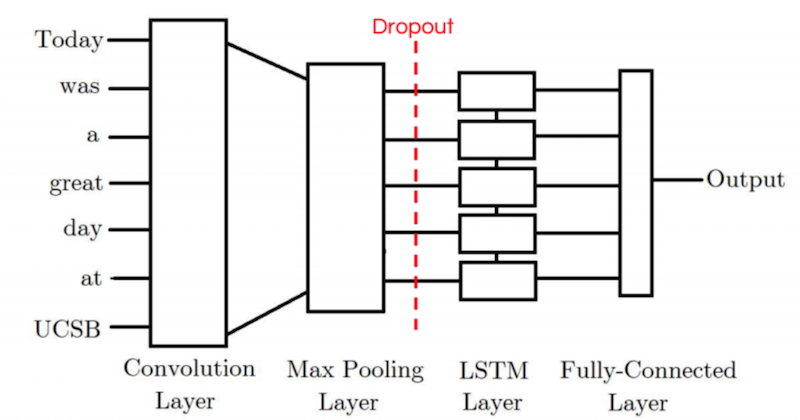 Dropout
Today
was
a
great
day
at
UCSB
Output
Convolution
Layer
Max Pooling
Layer
LSTM
Layer
Fully-Connected
Layer